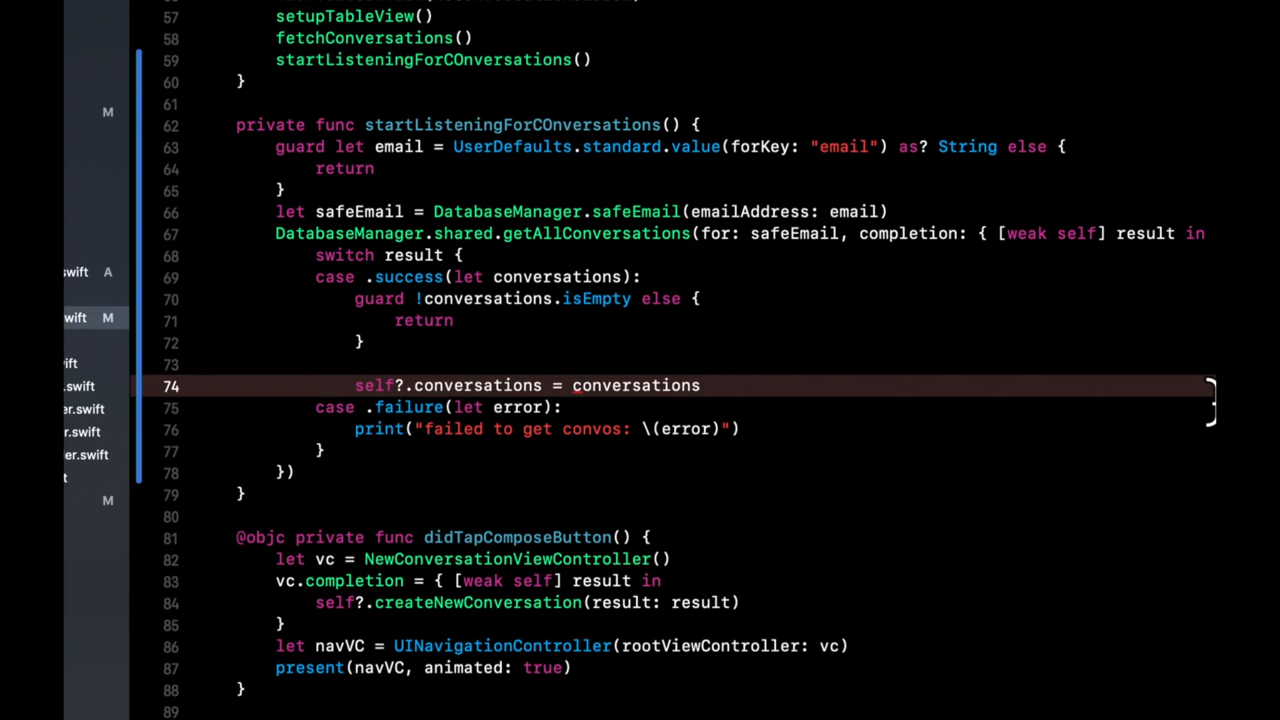 57 setupTableView()
58 fetchConversations()
59 startListeningForCOnversations()
60 }
61
62 private func startListeningForCOnversations() {
M
63 guard let email = UserDefaults.standard.value(forKey: "email") as? String else {
64 return
65 }
66 let safeEmail = DatabaseManager.safeEmail(emailAddress: email)
67 DatabaseManager.shared.getAllConversations(for: safeEmail, completion: { [weak self] result in
68 switch result {
swift A
69 case .success(let conversations):
70 guard !conversations.isEmpty else {
wift M
71 return
72 }
ift
73
.swift
74 self?.conversations = conversations
er.swift
75 case .failure(let error):
r.swift
76 print("failed to get convos: \(error)")
er.swift
77 }
t
78 })
M
79 }
80
81 @objc private func didTapComposeButton() {
82 let vc = NewConversationViewController()
83 vc.completion = { [weak self] result in
84 self?.createNewConversation(result: result)
85 }
86 let navVC = UINavigationController(rootViewController: vc)
87 present(navVC, animated: true)
88 }
89